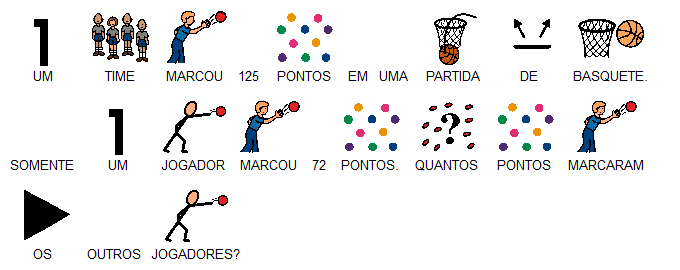 UM TIME MARCOU 125 PONTOS EM UMA PARTIDA DE BASQUETE.
SOMENTE UM JOGADOR MARCOU 72 PONTOS. QUANTOS PONTOS MARCARAM
OS OUTROS JOGADORES?